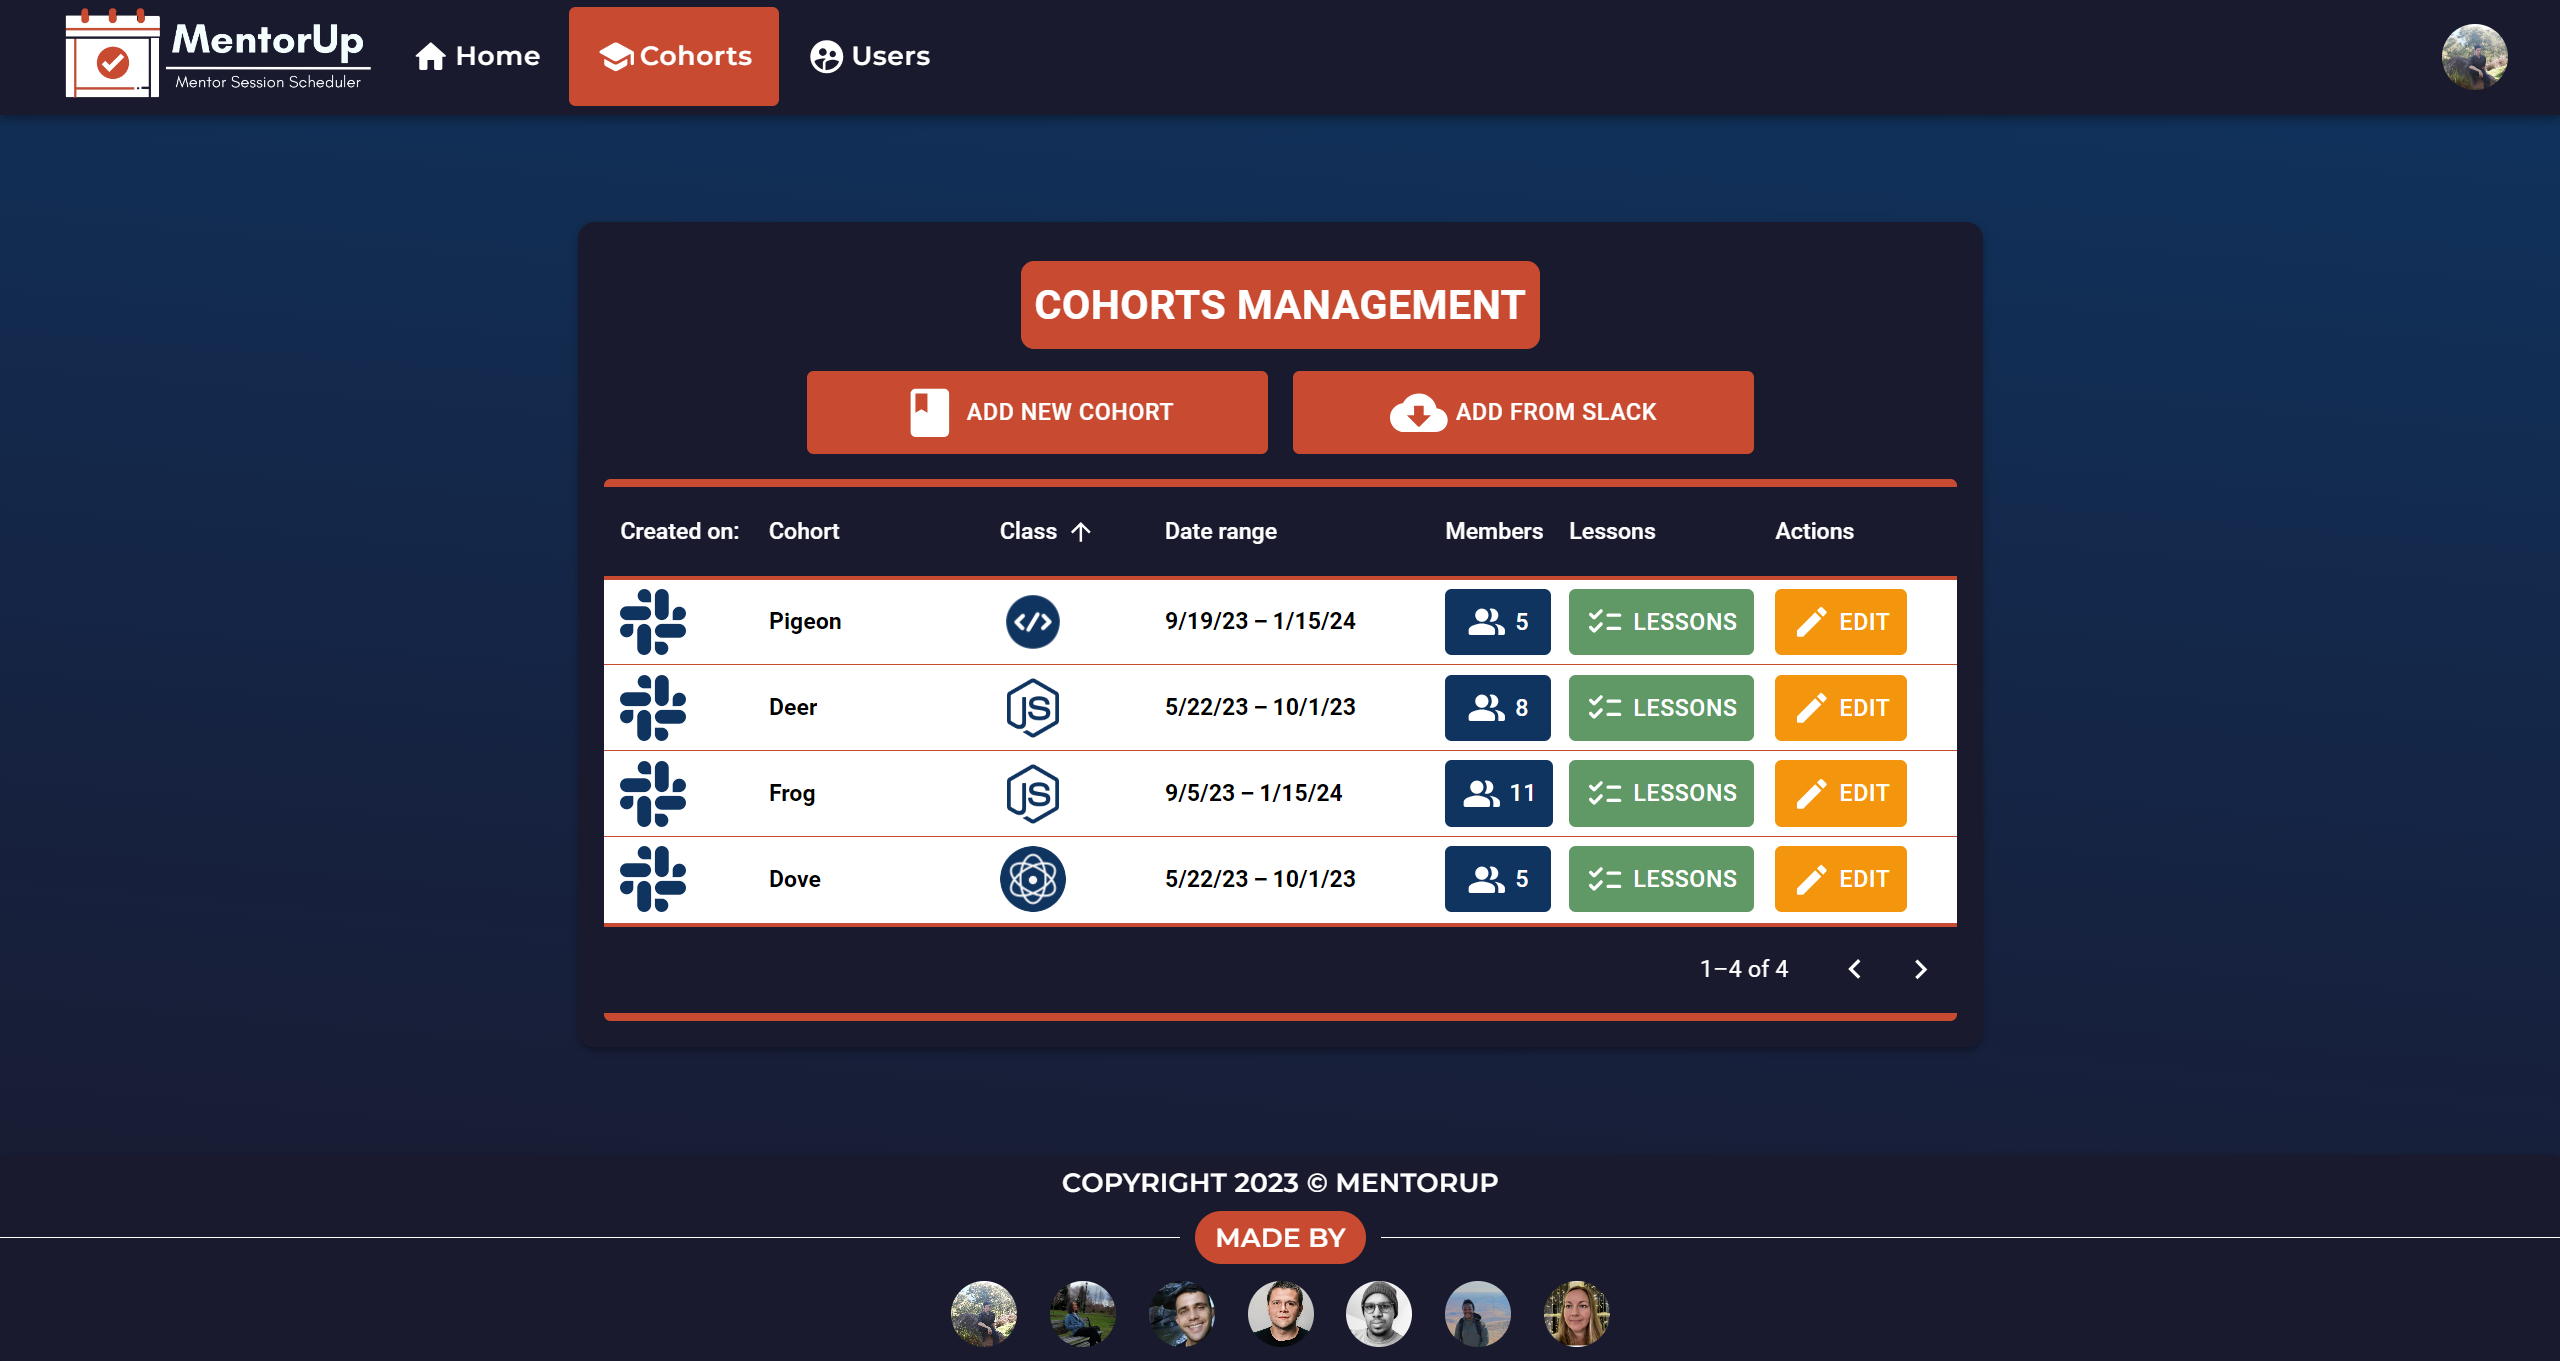 MentorUp
Mentor Session Scheduler
Home
Cohorts
Users
COHORTS MANAGEMENT
ADD NEW COHORT
ADD FROM SLACK
Created on: Cohort Class Date range Members Lessons Actions
Pigeon </> 9/19/23 – 1/15/24 5 LESSONS EDIT
Deer JS 5/22/23 – 10/1/23 8 LESSONS EDIT
Frog JS 9/5/23 – 1/15/24 11 LESSONS EDIT
Dove 5/22/23 – 10/1/23 5 LESSONS EDIT
1–4 of 4
COPYRIGHT 2023 © MENTORUP
MADE BY